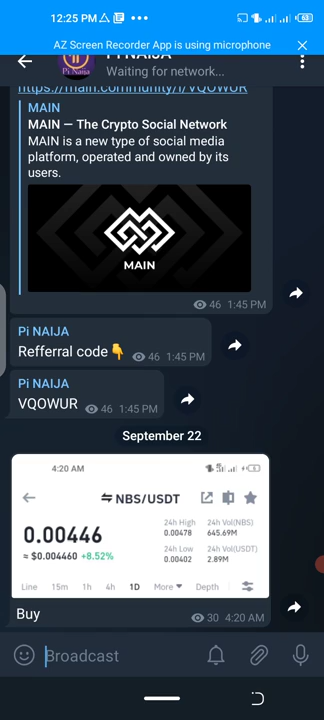 12:25 PM
63
AZ Screen Recorder App is using microphone
Pi NAIJA
Waiting for network...
https://main.community/i/VQOWUR
MAIN
MAIN — The Crypto Social Network
MAIN is a new type of social media
platform, operated and owned by its
users.
MAIN
46 1:45 PM
Pi NAIJA
Refferral code👇 46 1:45 PM
Pi NAIJA
VQOWUR 46 1:45 PM
September 22
4:20 AM
NBS/USDT
0.00446
≈ $0.004460 +8.52%
24h High
0.00478
24h Vol(NBS)
645.69M
24h Low
0.00402
24h Vol(USDT)
2.89M
Line 15m 1h 4h 1D More Depth
Buy
30 4:20 AM
Broadcast